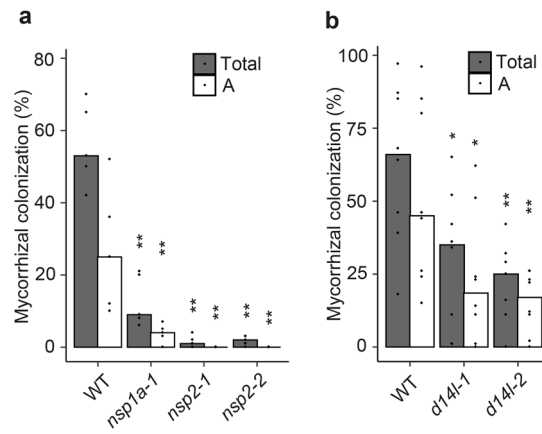 a
Mycorrhizal colonization (%)
80
60
40
20
0
Total
A
**
**
**
**
**
**
WT
nsp1a-1
nsp2-1
nsp2-2
b
Mycorrhizal colonization (%)
100
75
50
25
0
Total
A
*
*
**
**
WT
d14l-1
d14l-2